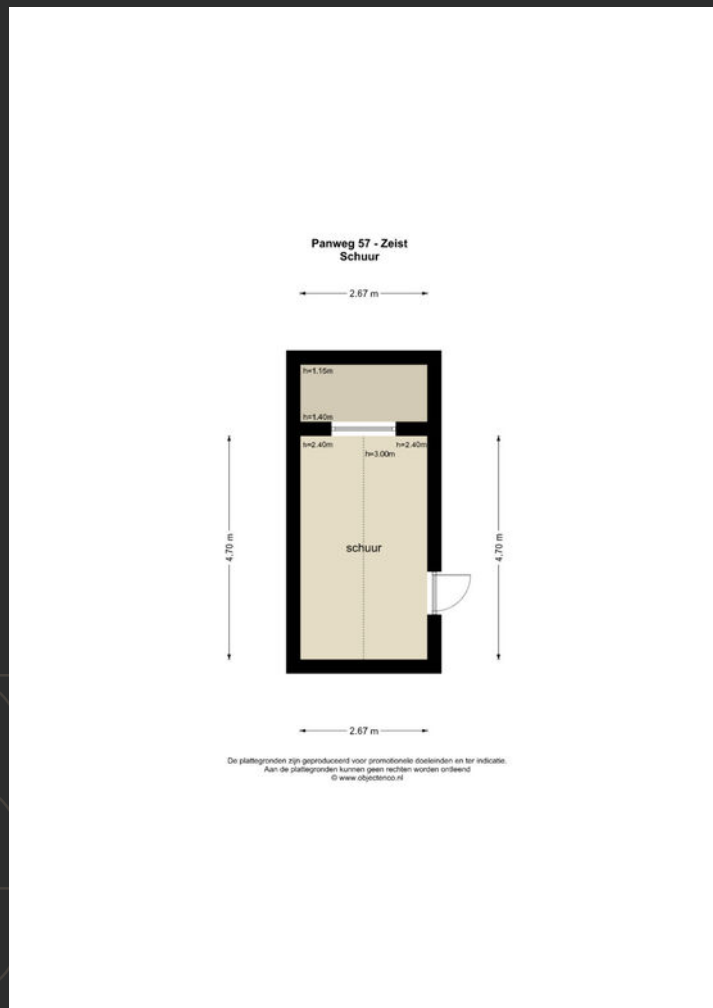 Panweg 57 - Zeist
Schuur
2.67 m
h=1.15m
h=1.40m
h=2.40m
h=2.40m
h=3.00m
schuur
4.70 m
4.70 m
2.67 m
De plattegronden zijn geproduceerd voor promotionele doeleinden en ter indicatie.
Aan de plattegronden kunnen geen rechten worden ontleend
© www.objectenco.nl